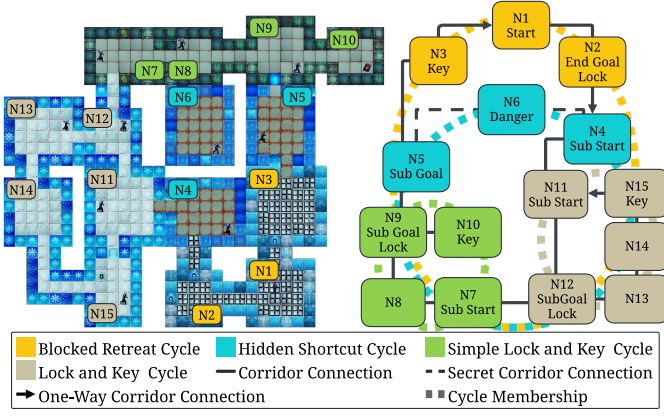 N9
N10
N7 N8
N6
N5
N13
N12
N14
N11
N4
N3
N1
N2
N15
N1
Start
N3
Key
N2
End Goal
Lock
N6
Danger
N4
Sub Start
N5
Sub Goal
N11
Sub Start
N15
Key
N9
Sub Goal
Lock
N10
Key
N14
N8
N7
Sub Start
N12
SubGoal
Lock
N13
Blocked Retreat Cycle
Hidden Shortcut Cycle
Simple Lock and Key Cycle
Lock and Key Cycle
Corridor Connection
Secret Corridor Connection
One-Way Corridor Connection
Cycle Membership